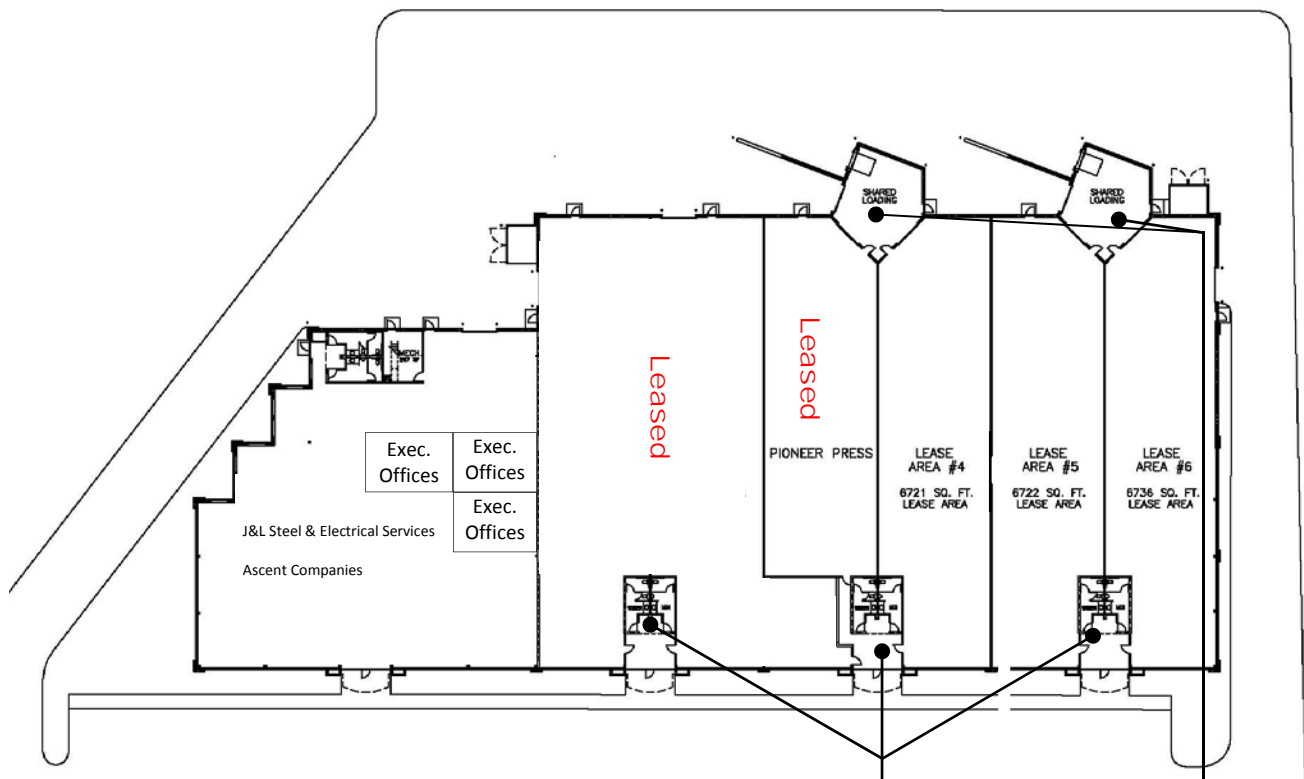 SHARED
LOADING
SHARED
LOADING
MECH.
Leased
Leased
Exec.
Offices
Exec.
Offices
Exec.
Offices
PIONEER PRESS
LEASE
AREA #4
6721 SQ. FT.
LEASE AREA
LEASE
AREA #5
6722 SQ. FT.
LEASE AREA
LEASE
AREA #6
6736 SQ. FT.
LEASE AREA
J&L Steel & Electrical Services
Ascent Companies